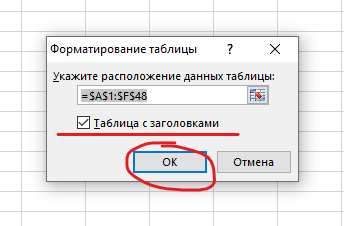 Форматирование таблицы ? ×
Укажите расположение данных таблицы:
=$A$1:$F$48
Таблица с заголовками
ОК Отмена